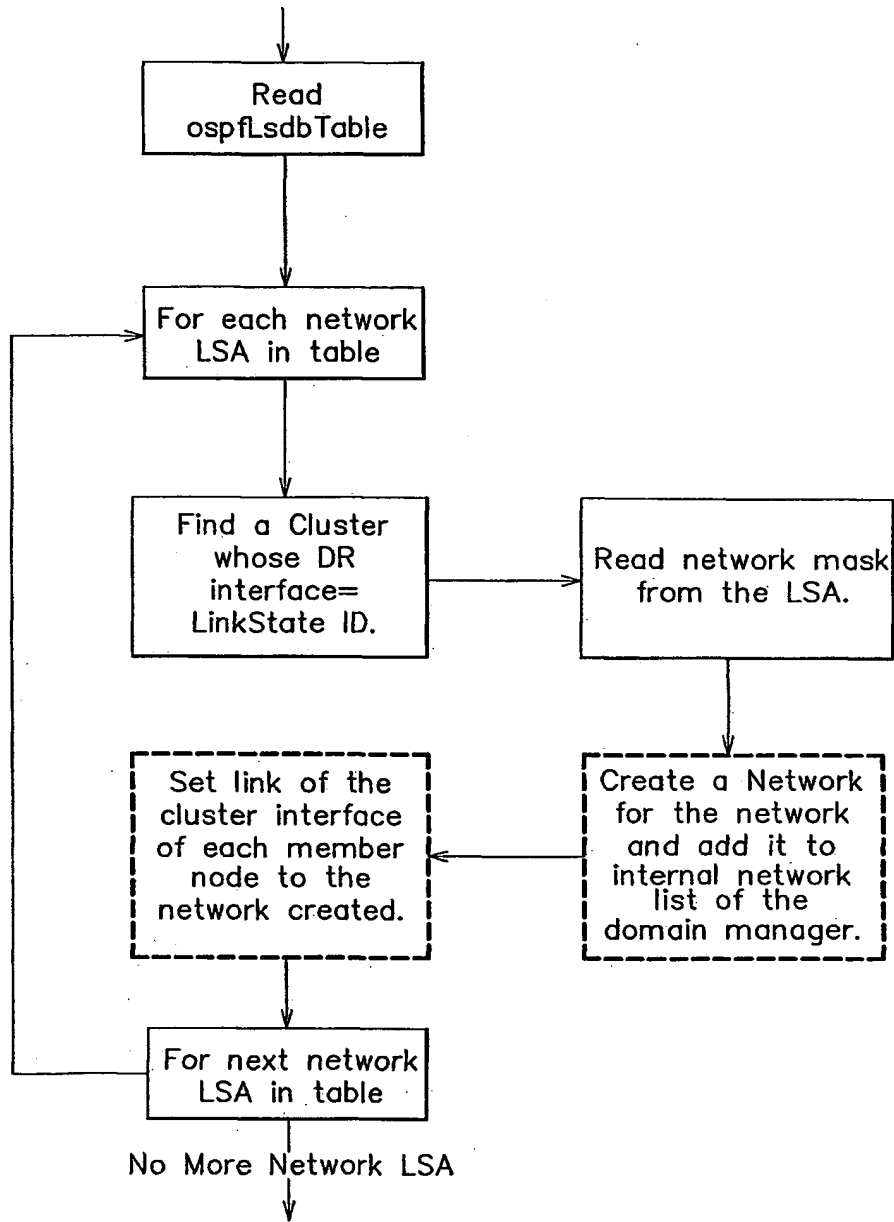 Read
ospfLsdbTable
For each network
LSA in table
Find a Cluster
whose DR
interface=
LinkState ID.
Read network mask
from the LSA.
Create a Network
for the network
and add it to
internal network
list of the
domain manager.
Set link of the
cluster interface
of each member
node to the
network created.
For next network
LSA in table
No More Network LSA